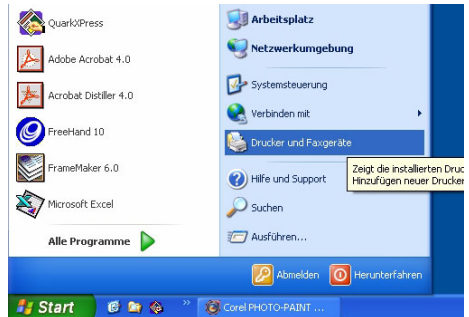 QuarkXPress
Adobe Acrobat 4.0
Acrobat Distiller 4.0
FreeHand 10
FrameMaker 6.0
Microsoft Excel
Alle Programme
Arbeitsplatz
Netzwerkumgebung
Systemsteuerung
Verbinden mit
Drucker und Faxgeräte
Zeigt die installierten Druc
Hinzufügen neuer Drucker
Hilfe und Support
Suchen
Ausführen...
Abmelden
Herunterfahren
Start
Corel PHOTO-PAINT ...